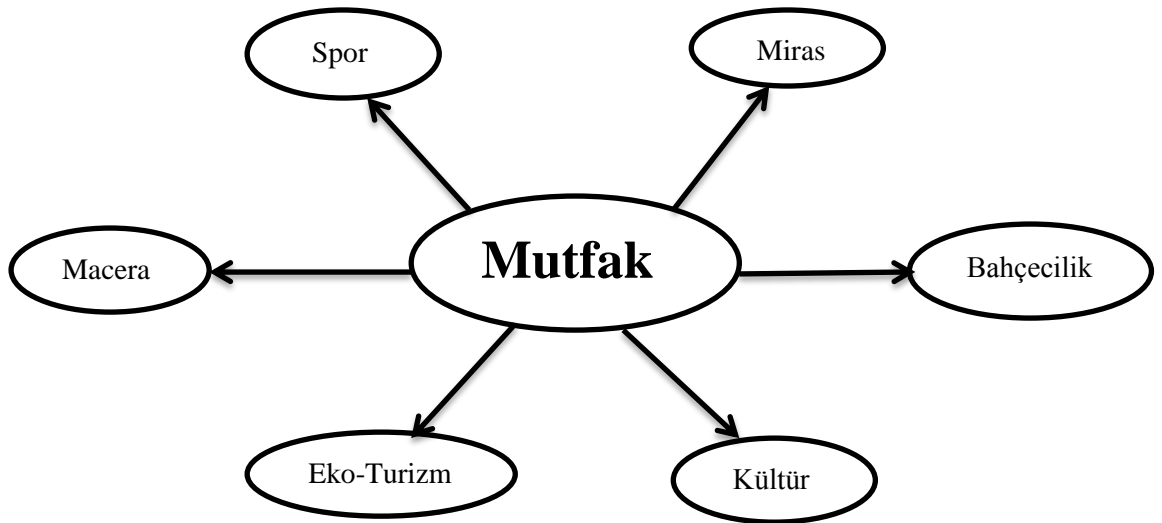 Spor
Miras
Mutfak
Macera
Bahçecilik
Eko-Turizm
Kültür